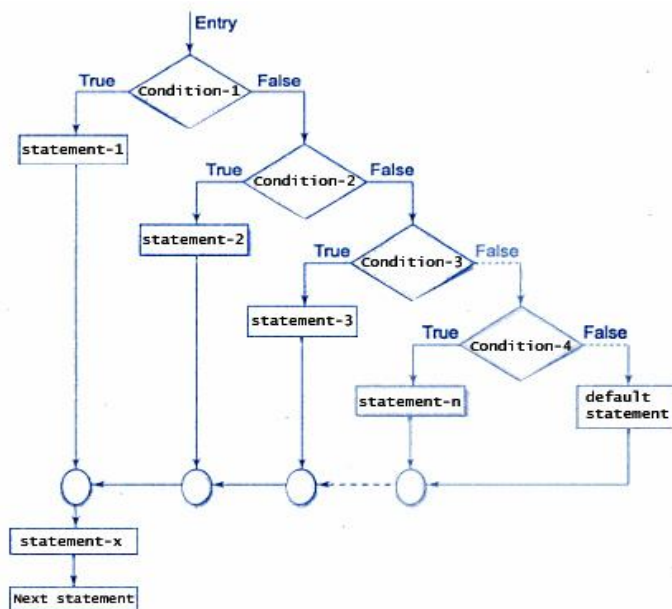 Entry
True
False
Condition-1
statement-1
True
False
Condition-2
statement-2
True
False
Condition-3
statement-3
True
False
Condition-4
statement-n
default
statement
statement-x
Next statement